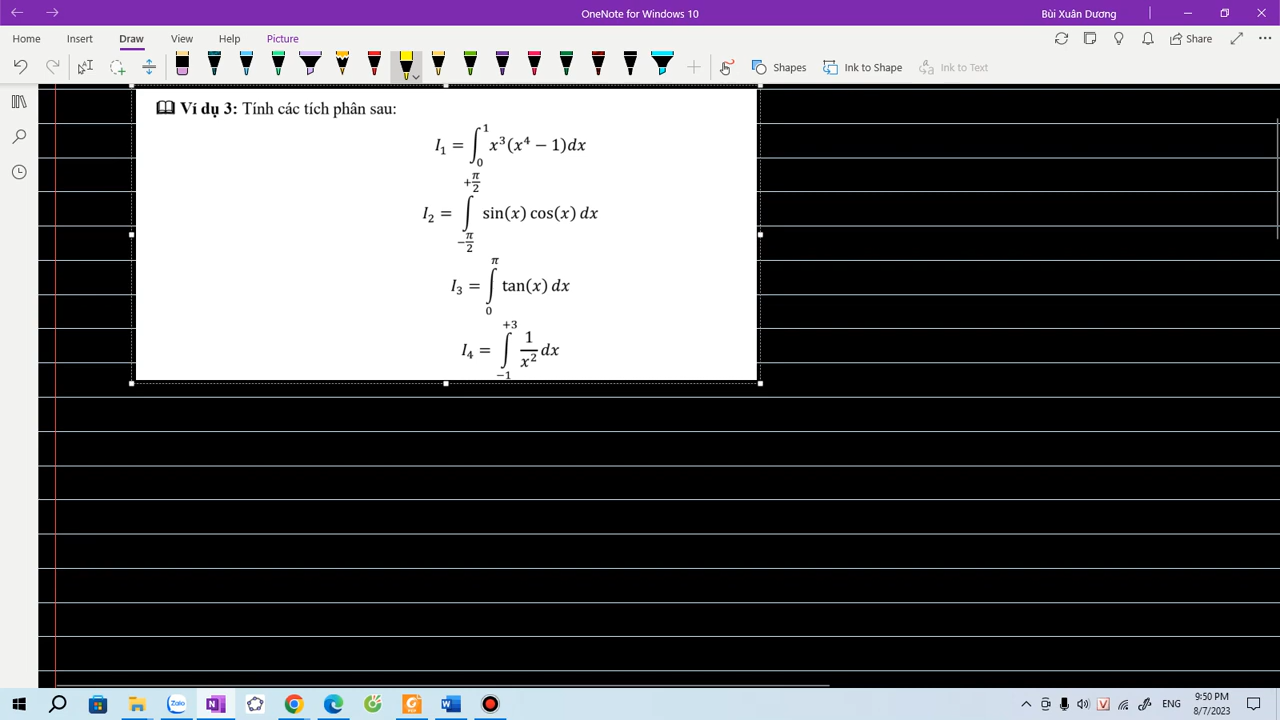 OneNote for Windows 10
Bùi Xuân Dương
Home Insert Draw View Help Picture
Share
Shapes Ink to Shape Ink to Text
Ví dụ 3: Tính các tích phân sau:
I₁ = ∫₀¹ x³(x⁴ − 1)dx
I₂ = ∫_{−π/2}^{+π/2} sin(x) cos(x) dx
I₃ = ∫₀^π tan(x) dx
I₄ = ∫_{−1}^{+3} 1/x² dx
Zalo
ENG
9:50 PM
8/7/2023